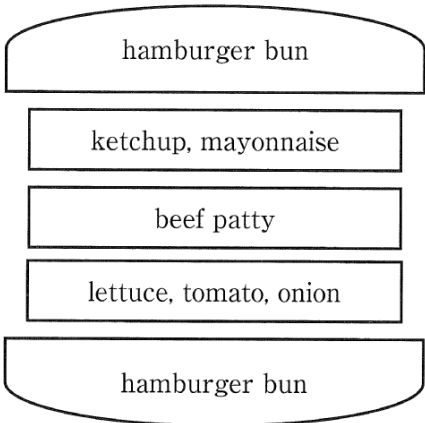 hamburger bun
ketchup, mayonnaise
beef patty
lettuce, tomato, onion
hamburger bun